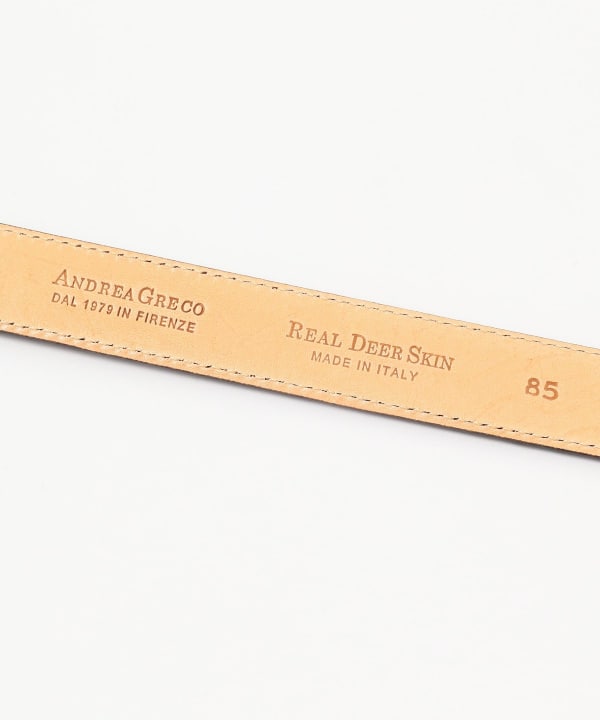 ANDREA GRECO
DAL 1979 IN FIRENZE
REAL DEER SKIN
MADE IN ITALY
85